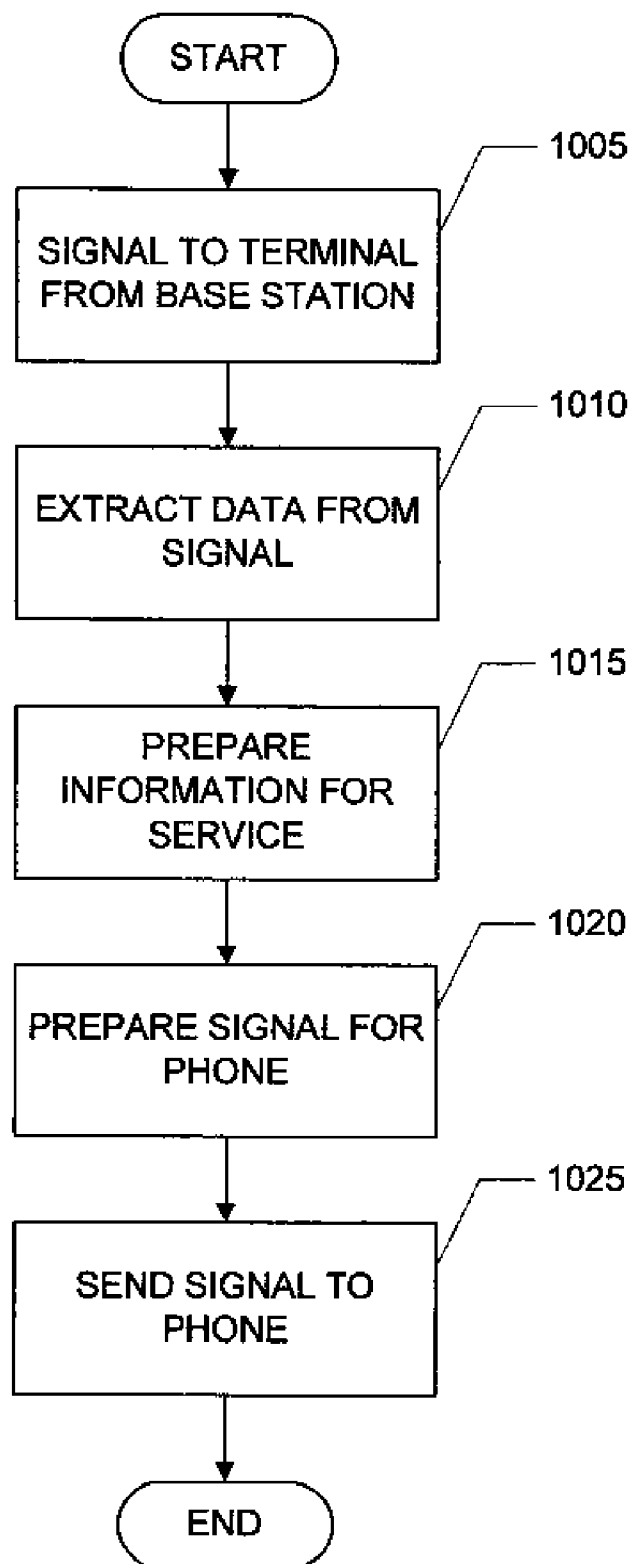 START
1005
SIGNAL TO TERMINAL
FROM BASE STATION
1010
EXTRACT DATA FROM
SIGNAL
1015
PREPARE
INFORMATION FOR
SERVICE
1020
PREPARE SIGNAL FOR
PHONE
1025
SEND SIGNAL TO
PHONE
END